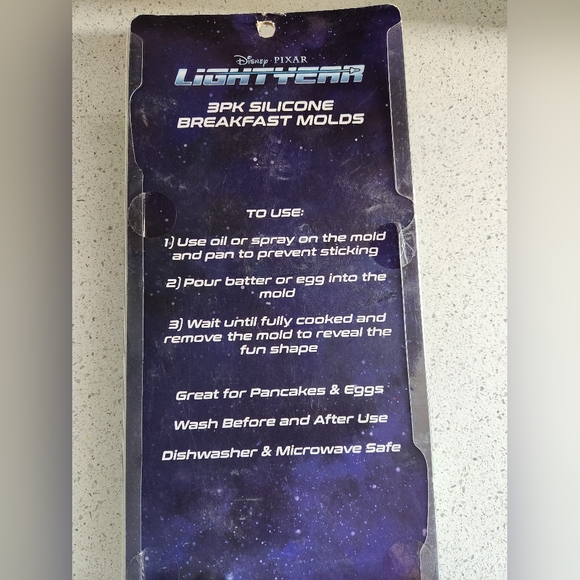 Disney · PIXAR
LIGHTYEAR
3PK SILICONE
BREAKFAST MOLDS
TO USE:
1) Use oil or spray on the mold
and pan to prevent sticking
2) Pour batter or egg into the
mold
3) Wait until fully cooked and
remove the mold to reveal the
fun shape
Great for Pancakes & Eggs
Wash Before and After Use
Dishwasher & Microwave Safe